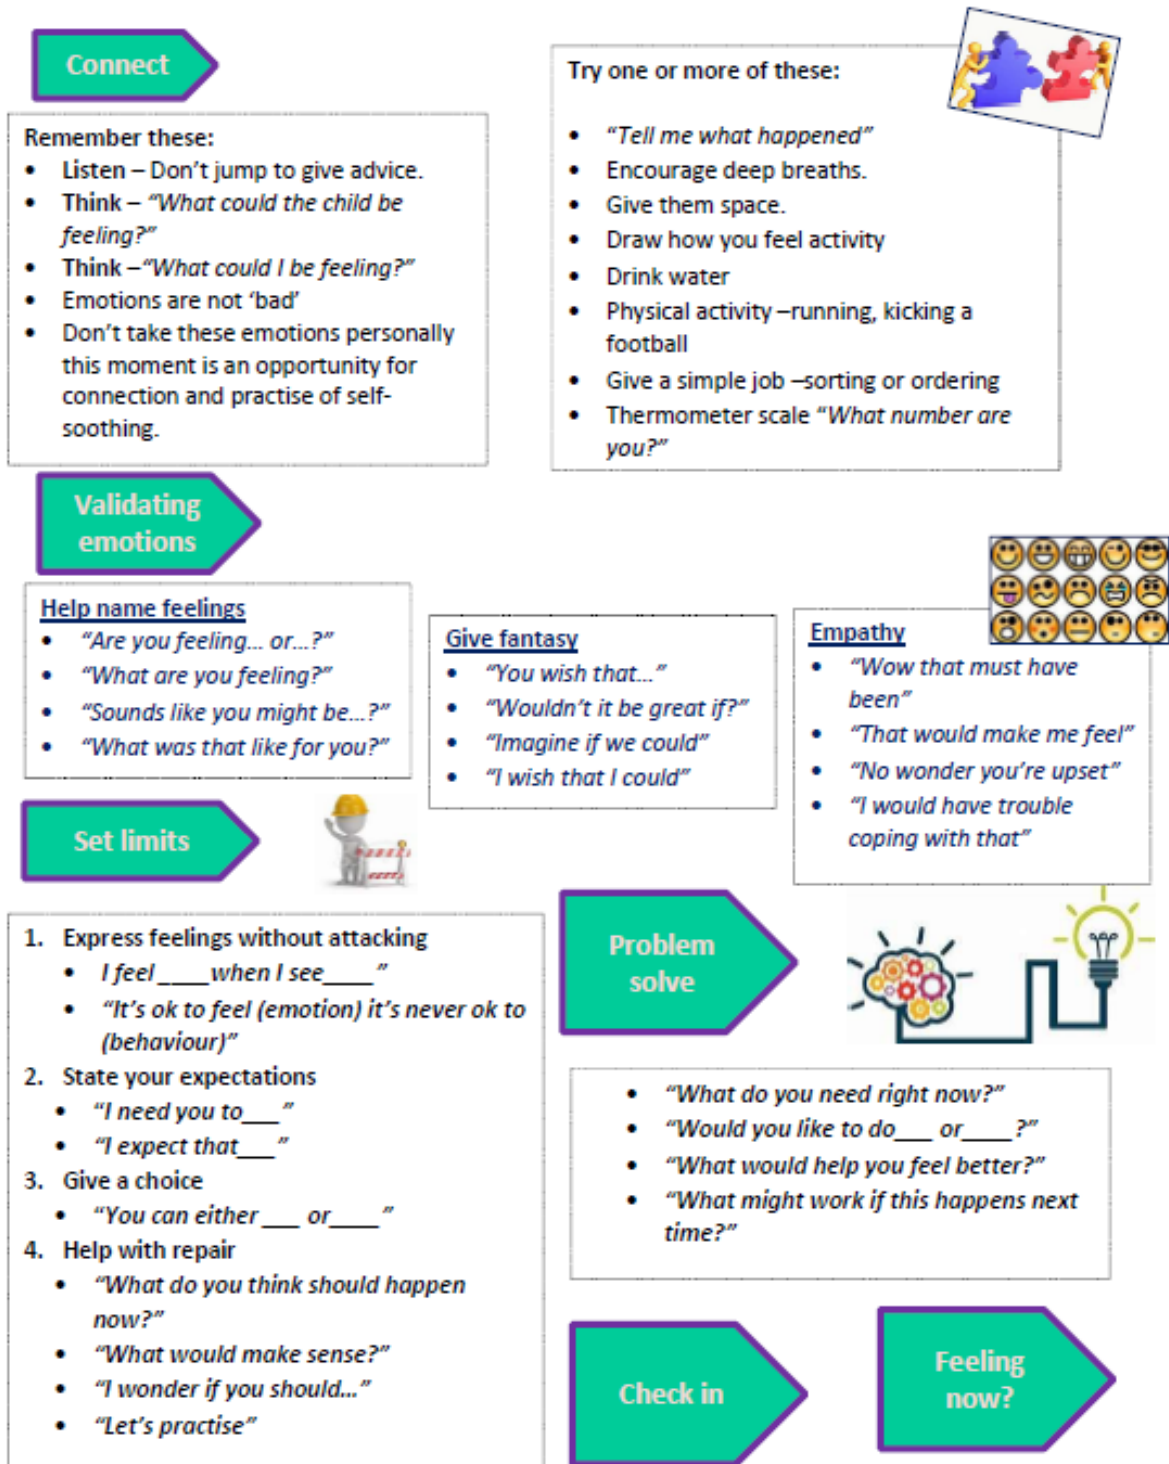 Connect
Remember these:
• Listen – Don't jump to give advice.
• Think – "What could the child be
feeling?"
• Think –"What could I be feeling?"
• Emotions are not 'bad'
• Don't take these emotions personally
this moment is an opportunity for
connection and practise of self-
soothing.
Try one or more of these:
• "Tell me what happened"
• Encourage deep breaths.
• Give them space.
• Draw how you feel activity
• Drink water
• Physical activity –running, kicking a
football
• Give a simple job –sorting or ordering
• Thermometer scale "What number are
you?"
Validating
emotions
Help name feelings
• "Are you feeling... or...?"
• "What are you feeling?"
• "Sounds like you might be...?"
• "What was that like for you?"
Give fantasy
• "You wish that..."
• "Wouldn't it be great if?"
• "Imagine if we could"
• "I wish that I could"
Empathy
• "Wow that must have
been"
• "That would make me feel"
• "No wonder you're upset"
• "I would have trouble
coping with that"
Set limits
1. Express feelings without attacking
• I feel ____when I see____"
• "It's ok to feel (emotion) it's never ok to
(behaviour)"
2. State your expectations
• "I need you to___"
• "I expect that___"
3. Give a choice
• "You can either ___ or____"
4. Help with repair
• "What do you think should happen
now?"
• "What would make sense?"
• "I wonder if you should..."
• "Let's practise"
Problem
solve
• "What do you need right now?"
• "Would you like to do___ or____?"
• "What would help you feel better?"
• "What might work if this happens next
time?"
Check in
Feeling
now?